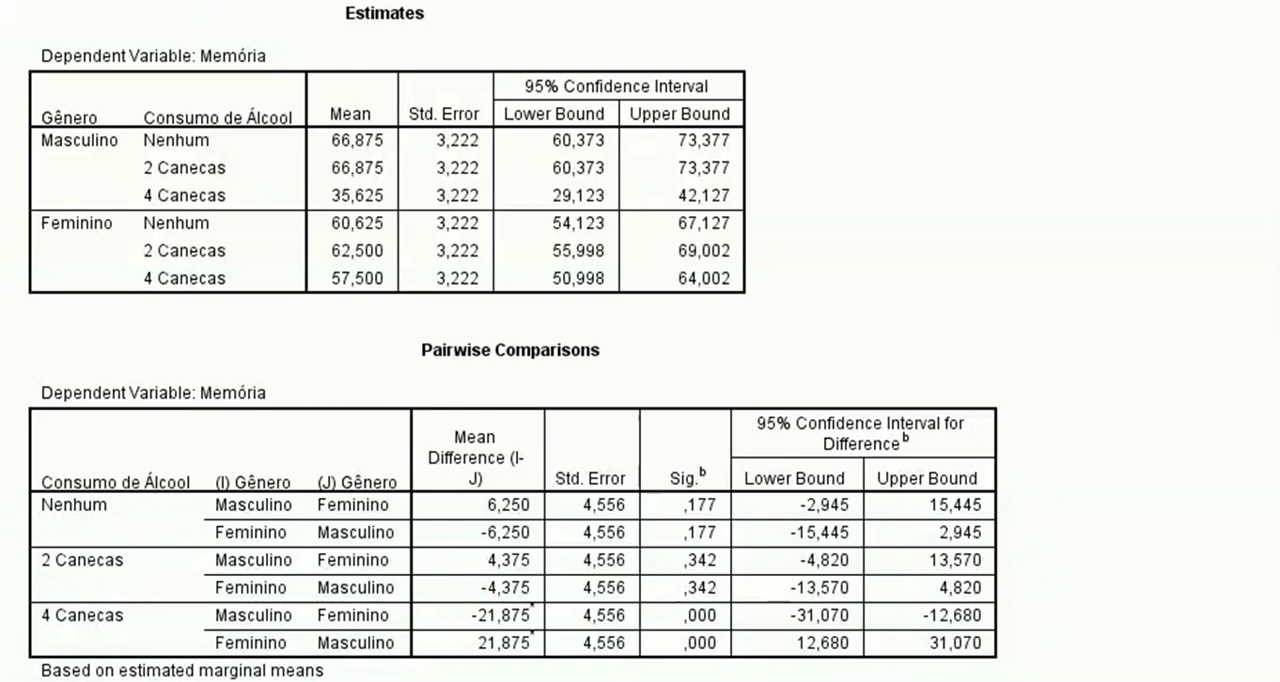 Estimates
Dependent Variable: Memória
95% Confidence Interval
Gênero Consumo de Álcool Mean Std. Error Lower Bound Upper Bound
Masculino Nenhum 66,875 3,222 60,373 73,377
2 Canecas 66,875 3,222 60,373 73,377
4 Canecas 35,625 3,222 29,123 42,127
Feminino Nenhum 60,625 3,222 54,123 67,127
2 Canecas 62,500 3,222 55,998 69,002
4 Canecas 57,500 3,222 50,998 64,002
Pairwise Comparisons
Dependent Variable: Memória
95% Confidence Interval for
Difference b
Mean
Difference (I-
J)
Consumo de Álcool (I) Gênero (J) Gênero Std. Error Sig.b Lower Bound Upper Bound
Nenhum Masculino Feminino 6,250 4,556 ,177 -2,945 15,445
Feminino Masculino -6,250 4,556 ,177 -15,445 2,945
2 Canecas Masculino Feminino 4,375 4,556 ,342 -4,820 13,570
Feminino Masculino -4,375 4,556 ,342 -13,570 4,820
4 Canecas Masculino Feminino -21,875* 4,556 ,000 -31,070 -12,680
Feminino Masculino 21,875* 4,556 ,000 12,680 31,070
Based on estimated marginal means